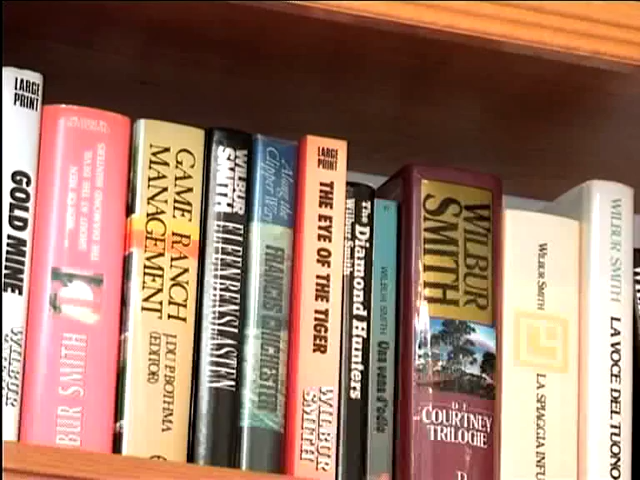 LARGE
PRINT
GOLD MINE
WILBUR
BUR SMITH
GAME RANCH
MANAGEMENT
J.DU P. BOTHMA
(EDITOR)
WILBUR
SMITH
Along the
Clipper Way
FRANCIS CHICHESTER
LARGE
PRINT
THE EYE OF THE TIGER
WILBUR
SMITH
The Diamond Hunters
Wilbur Smith
WILBUR SMITH
WILBUR
SMITH
DE
COURTNEY
TRILOGIE
WILBUR SMITH
LA SPIAGGIA INFU
WILBUR SMITH
LA VOCE DEL TUONO